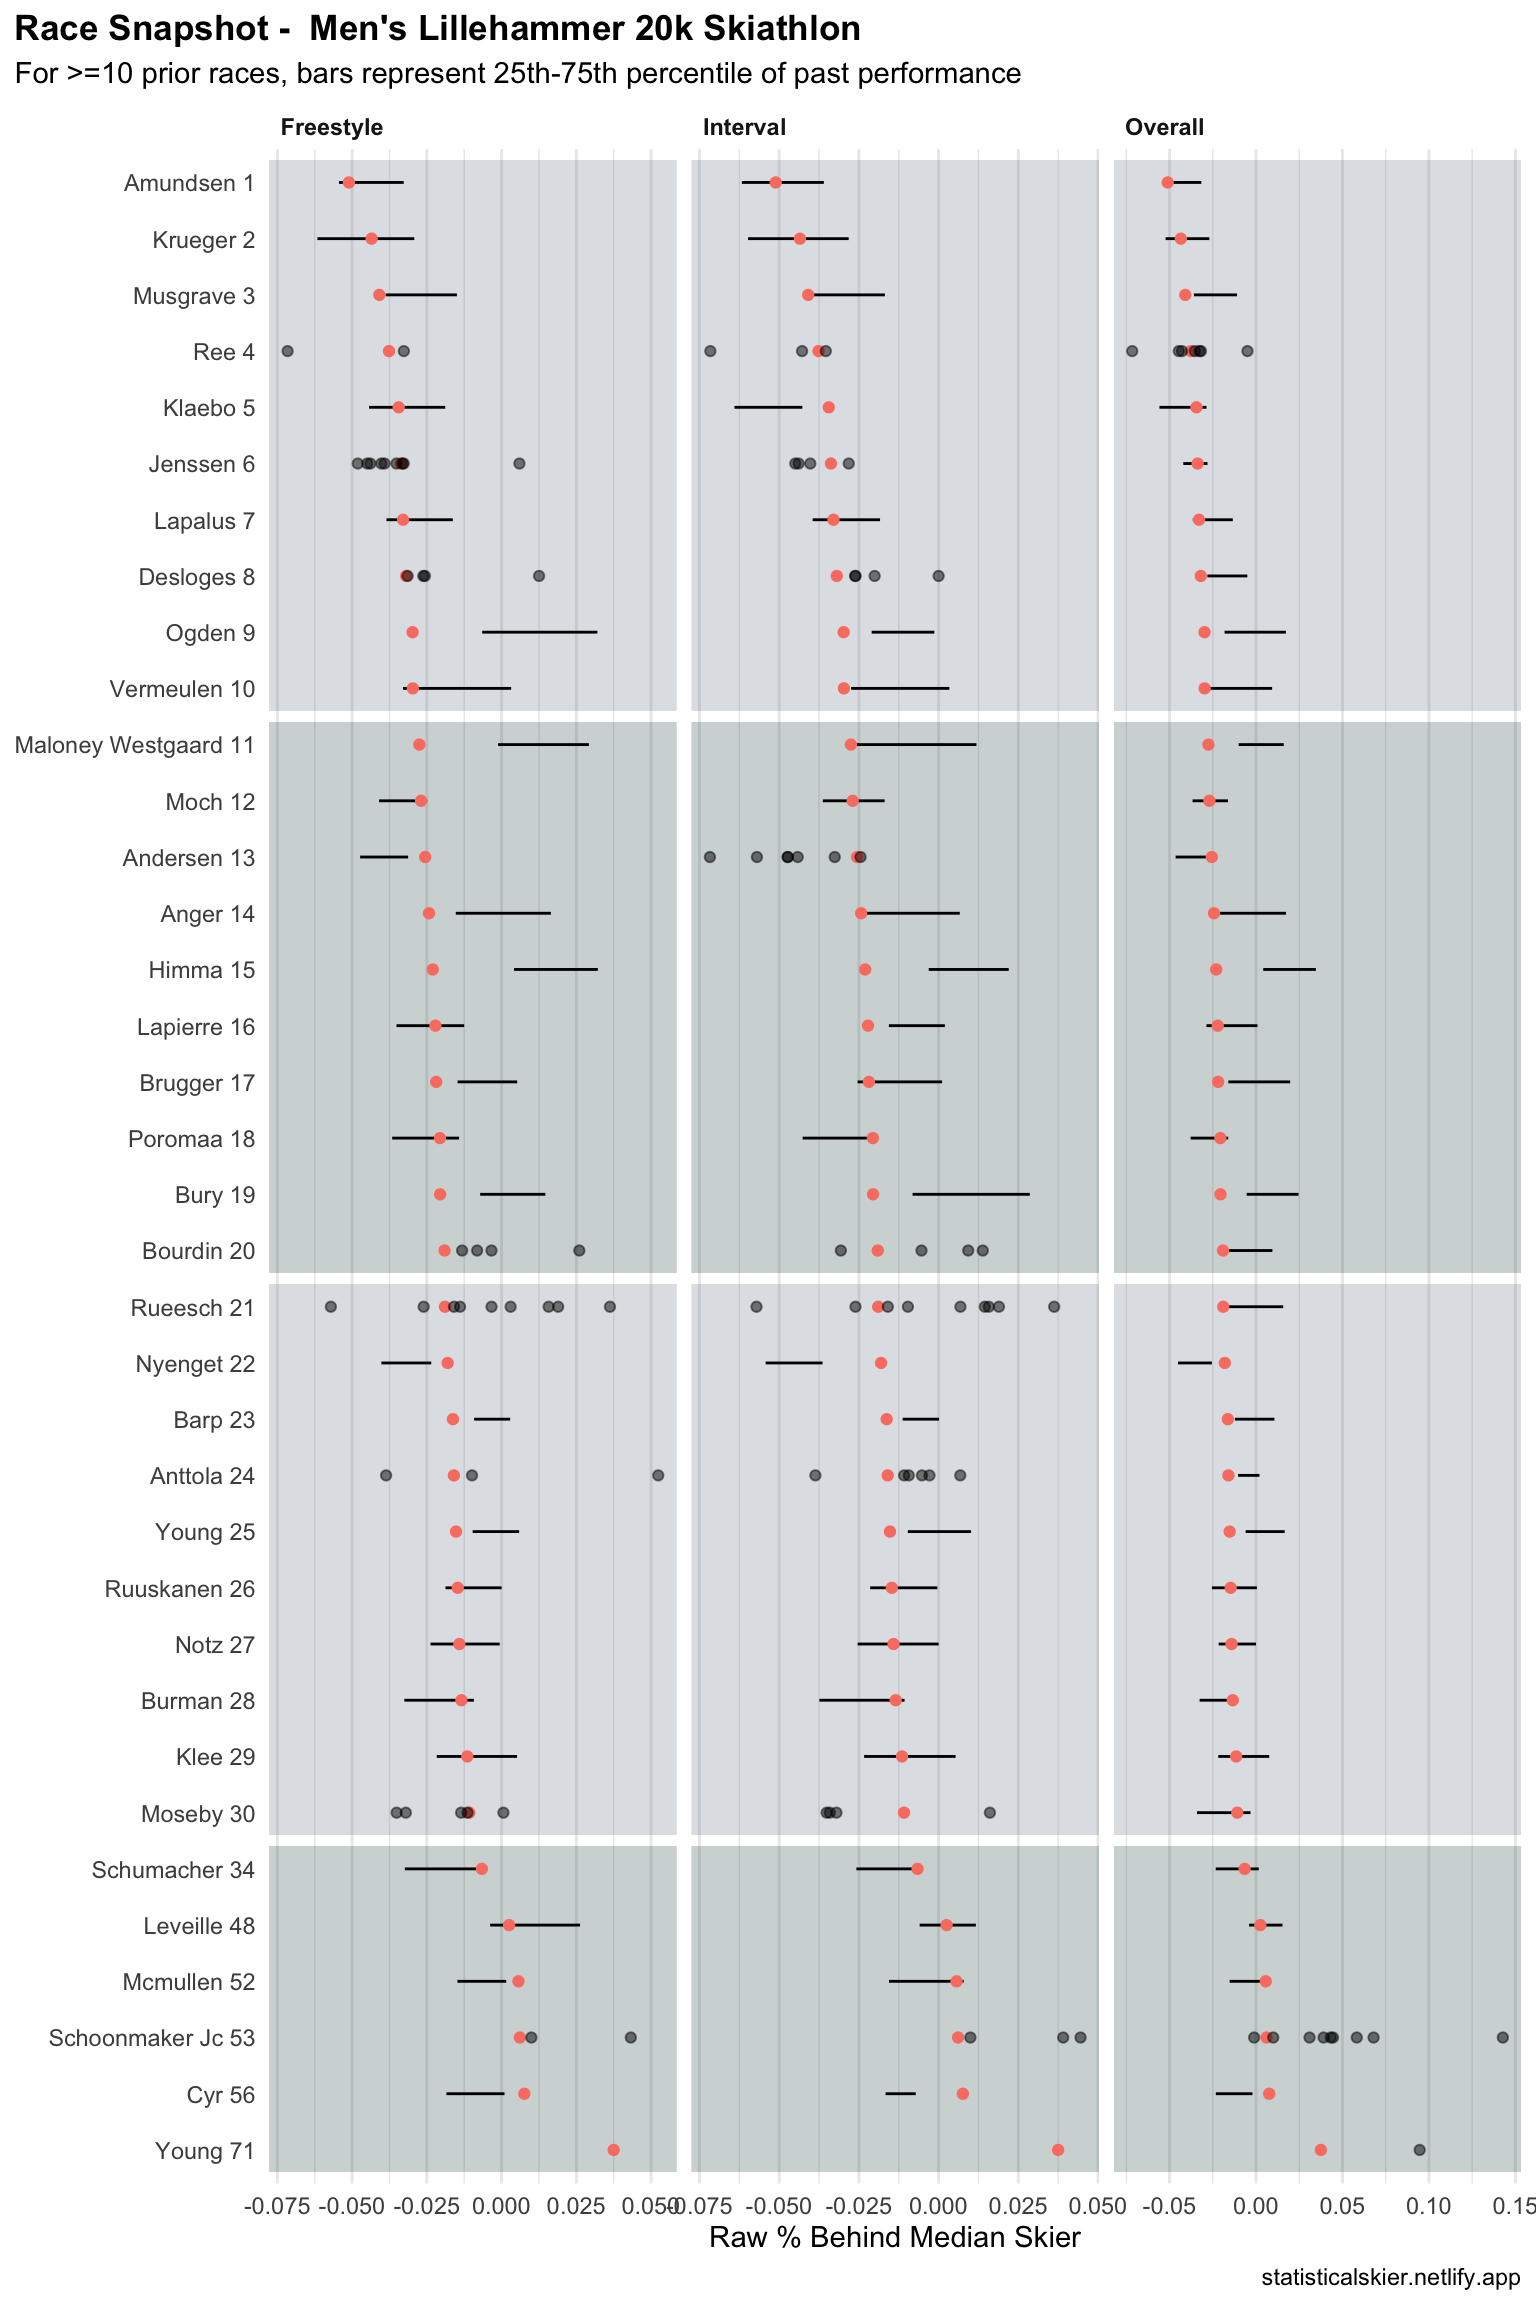 Race Snapshot -  Men's Lillehammer 20k Skiathlon
For >=10 prior races, bars represent 25th-75th percentile of past performance
Freestyle Interval Overall
Amundsen 1
Krueger 2
Musgrave 3
Ree 4
Klaebo 5
Jenssen 6
Lapalus 7
Desloges 8
Ogden 9
Vermeulen 10
Maloney Westgaard 11
Moch 12
Andersen 13
Anger 14
Himma 15
Lapierre 16
Brugger 17
Poromaa 18
Bury 19
Bourdin 20
Rueesch 21
Nyenget 22
Barp 23
Anttola 24
Young 25
Ruuskanen 26
Notz 27
Burman 28
Klee 29
Moseby 30
Schumacher 34
Leveille 48
Mcmullen 52
Schoonmaker Jc 53
Cyr 56
Young 71
-0.075 -0.050 -0.025 0.000 0.025 0.050 -0.075 -0.050 -0.025 0.000 0.025 0.050 -0.05 0.00 0.05 0.10 0.15
Raw % Behind Median Skier
statisticalskier.netlify.app